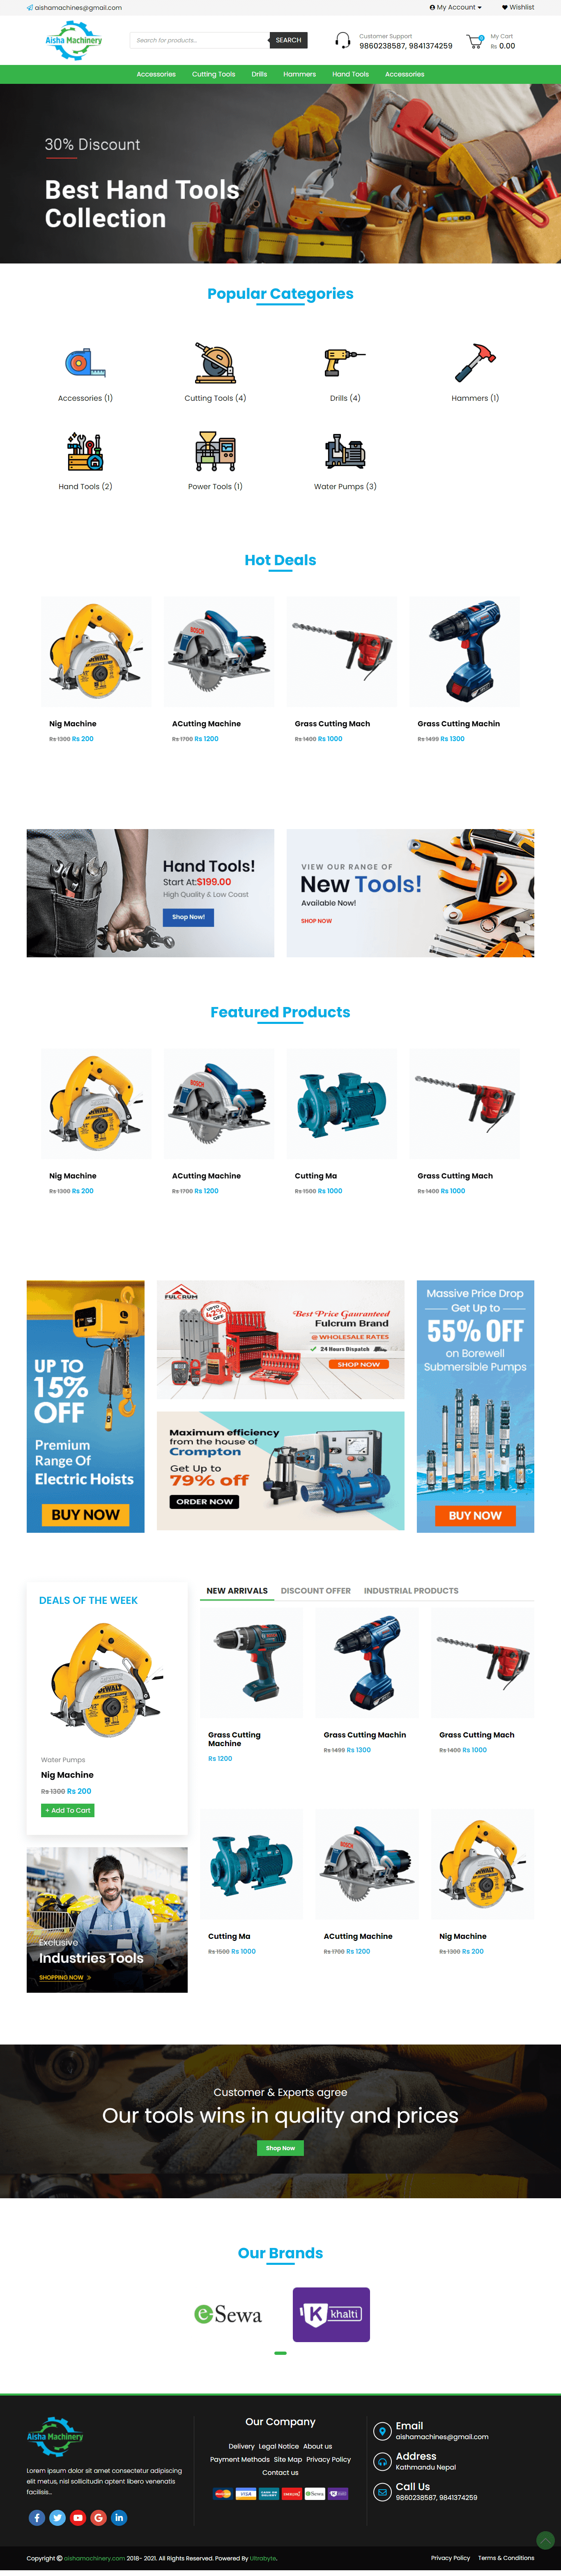 aishamachines@gmail.com
My Account
Wishlist
Aisha Machinery
Search for products...
SEARCH
Customer Support
9860238587, 9841374259
My Cart
0
Rs 0.00
Accessories Cutting Tools Drills Hammers Hand Tools Accessories
30% Discount
Best Hand Tools
Collection
Popular Categories
Accessories (1)
Cutting Tools (4)
Drills (4)
Hammers (1)
Hand Tools (2)
Power Tools (1)
Water Pumps (3)
Hot Deals
DEWALT
BOSCH
Nig Machine
Rs 1300 Rs 200
ACutting Machine
Rs 1700 Rs 1200
Grass Cutting Mach
Rs 1400 Rs 1000
Grass Cutting Machin
Rs 1499 Rs 1300
Hand Tools!
Start At:$199.00
High Quality & Low Coast
Shop Now!
VIEW OUR RANGE OF
New Tools!
Available Now!
SHOP NOW
Featured Products
DEWALT
BOSCH
Nig Machine
Rs 1300 Rs 200
ACutting Machine
Rs 1700 Rs 1200
Cutting Ma
Rs 1500 Rs 1000
Grass Cutting Mach
Rs 1400 Rs 1000
UP TO
15%
OFF
Premium
Range Of
Electric Hoists
BUY NOW
FULCRUM
UPTO
42%
OFF
Best Price Gauranteed
Fulcrum Brand
@ WHOLESALE RATES
24 Hours Dispatch
SHOP NOW
Maximum efficiency
from the house of
Crompton
Get Up to
79% off
ORDER NOW
Massive Price Drop
Get Up to
55% OFF
on Borewell
Submersible Pumps
BUY NOW
DEALS OF THE WEEK
DEWALT
Water Pumps
Nig Machine
Rs 1300 Rs 200
+ Add To Cart
Exclusive
Industries Tools
SHOPPING NOW
NEW ARRIVALS DISCOUNT OFFER INDUSTRIAL PRODUCTS
Grass Cutting
Machine
Rs 1200
Grass Cutting Machin
Rs 1499 Rs 1300
Grass Cutting Mach
Rs 1400 Rs 1000
BOSCH
DEWALT
Cutting Ma
Rs 1500 Rs 1000
ACutting Machine
Rs 1700 Rs 1200
Nig Machine
Rs 1300 Rs 200
Customer & Experts agree
Our tools wins in quality and prices
Shop Now
Our Brands
eSewa
K khalti
Aisha Machinery
Lorem ipsum dolor sit amet consectetur adipiscing
elit metus, nisl sollicitudin aptent libero venenatis
facilisis...
Our Company
Delivery Legal Notice About us
Payment Methods Site Map Privacy Policy
Contact us
VISA
eSewa
Email
aishamachines@gmail.com
Address
Kathmandu Nepal
Call Us
9860238587, 9841374259
Copyright © aishamachinery.com 2018- 2021. All Rights Reserved. Powered By Ultrabyte.
Privacy Policy Terms & Conditions